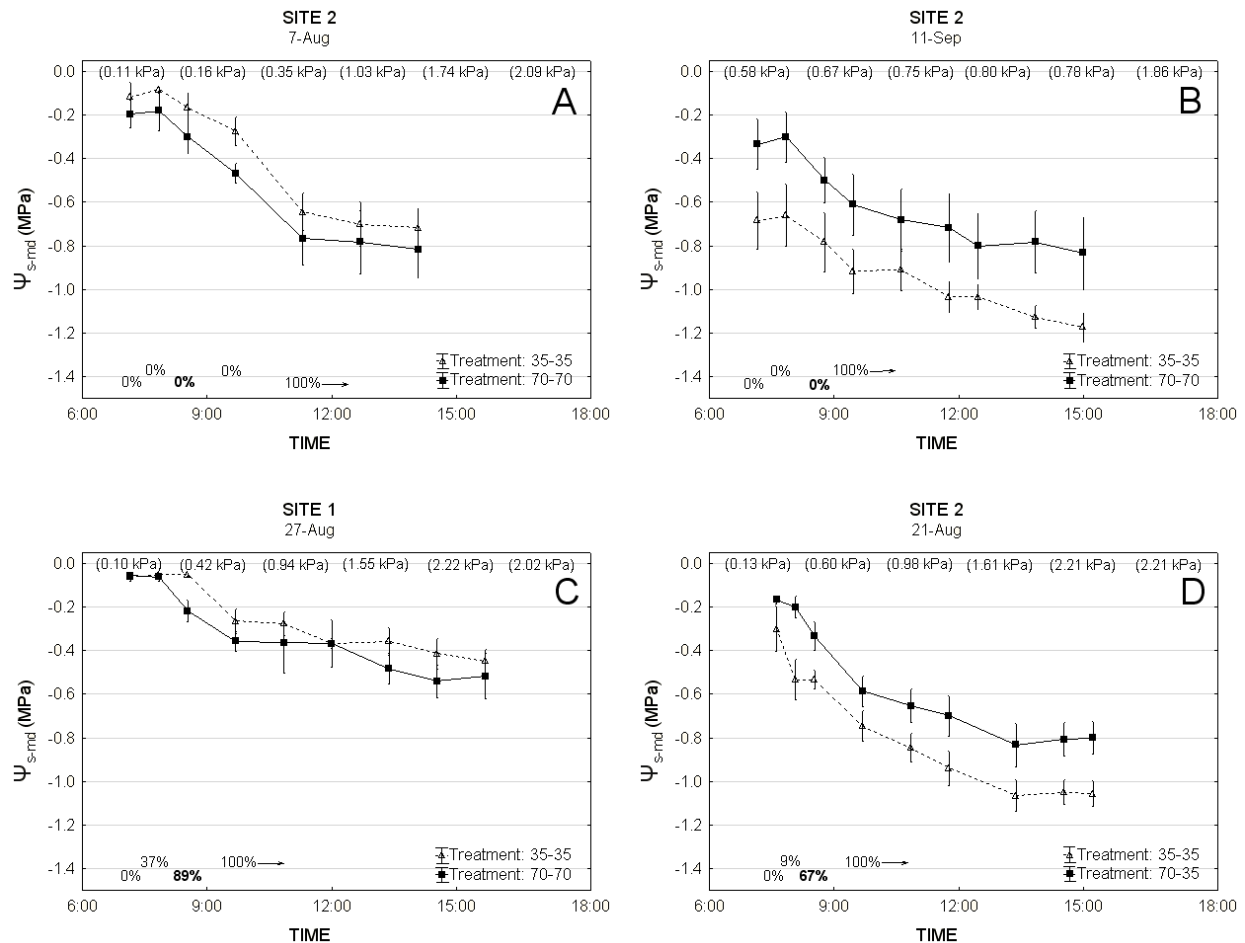 SITE 2
7-Aug
(0.11 kPa) (0.16 kPa) (0.35 kPa) (1.03 kPa) (1.74 kPa) (2.09 kPa)
A
0.0
-0.2
-0.4
-0.6
-0.8
-1.0
-1.2
-1.4
Ψs-md (MPa)
0% 0% 0% 0% 100%
Treatment: 35-35
Treatment: 70-70
6:00 9:00 12:00 15:00 18:00
TIME
SITE 2
11-Sep
(0.58 kPa) (0.67 kPa) (0.75 kPa) (0.80 kPa) (0.78 kPa) (1.86 kPa)
B
0.0
-0.2
-0.4
-0.6
-0.8
-1.0
-1.2
-1.4
Ψs-md (MPa)
0% 0% 0% 100%
Treatment: 35-35
Treatment: 70-70
6:00 9:00 12:00 15:00 18:00
TIME
SITE 1
27-Aug
(0.10 kPa) (0.42 kPa) (0.94 kPa) (1.55 kPa) (2.22 kPa) (2.02 kPa)
C
0.0
-0.2
-0.4
-0.6
-0.8
-1.0
-1.2
-1.4
Ψs-md (MPa)
0% 37% 89% 100%
Treatment: 35-35
Treatment: 70-70
6:00 9:00 12:00 15:00 18:00
TIME
SITE 2
21-Aug
(0.13 kPa) (0.60 kPa) (0.98 kPa) (1.61 kPa) (2.21 kPa) (2.21 kPa)
D
0.0
-0.2
-0.4
-0.6
-0.8
-1.0
-1.2
-1.4
Ψs-md (MPa)
0% 9% 67% 100%
Treatment: 35-35
Treatment: 70-35
6:00 9:00 12:00 15:00 18:00
TIME